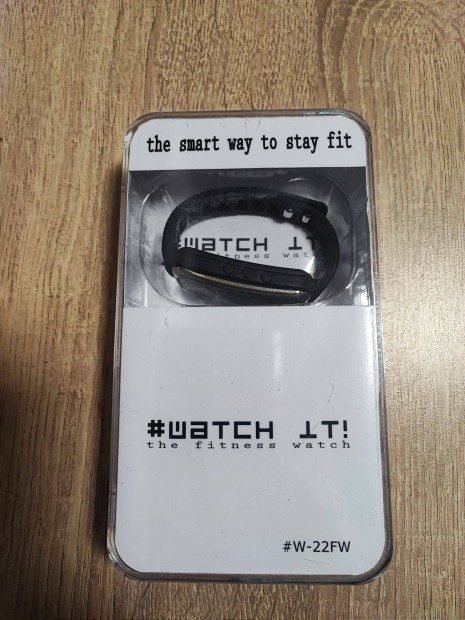 the smart way to stay fit
#WATCH IT!
the fitness watch
#WATCH IT!
the fitness watch
#W-22FW